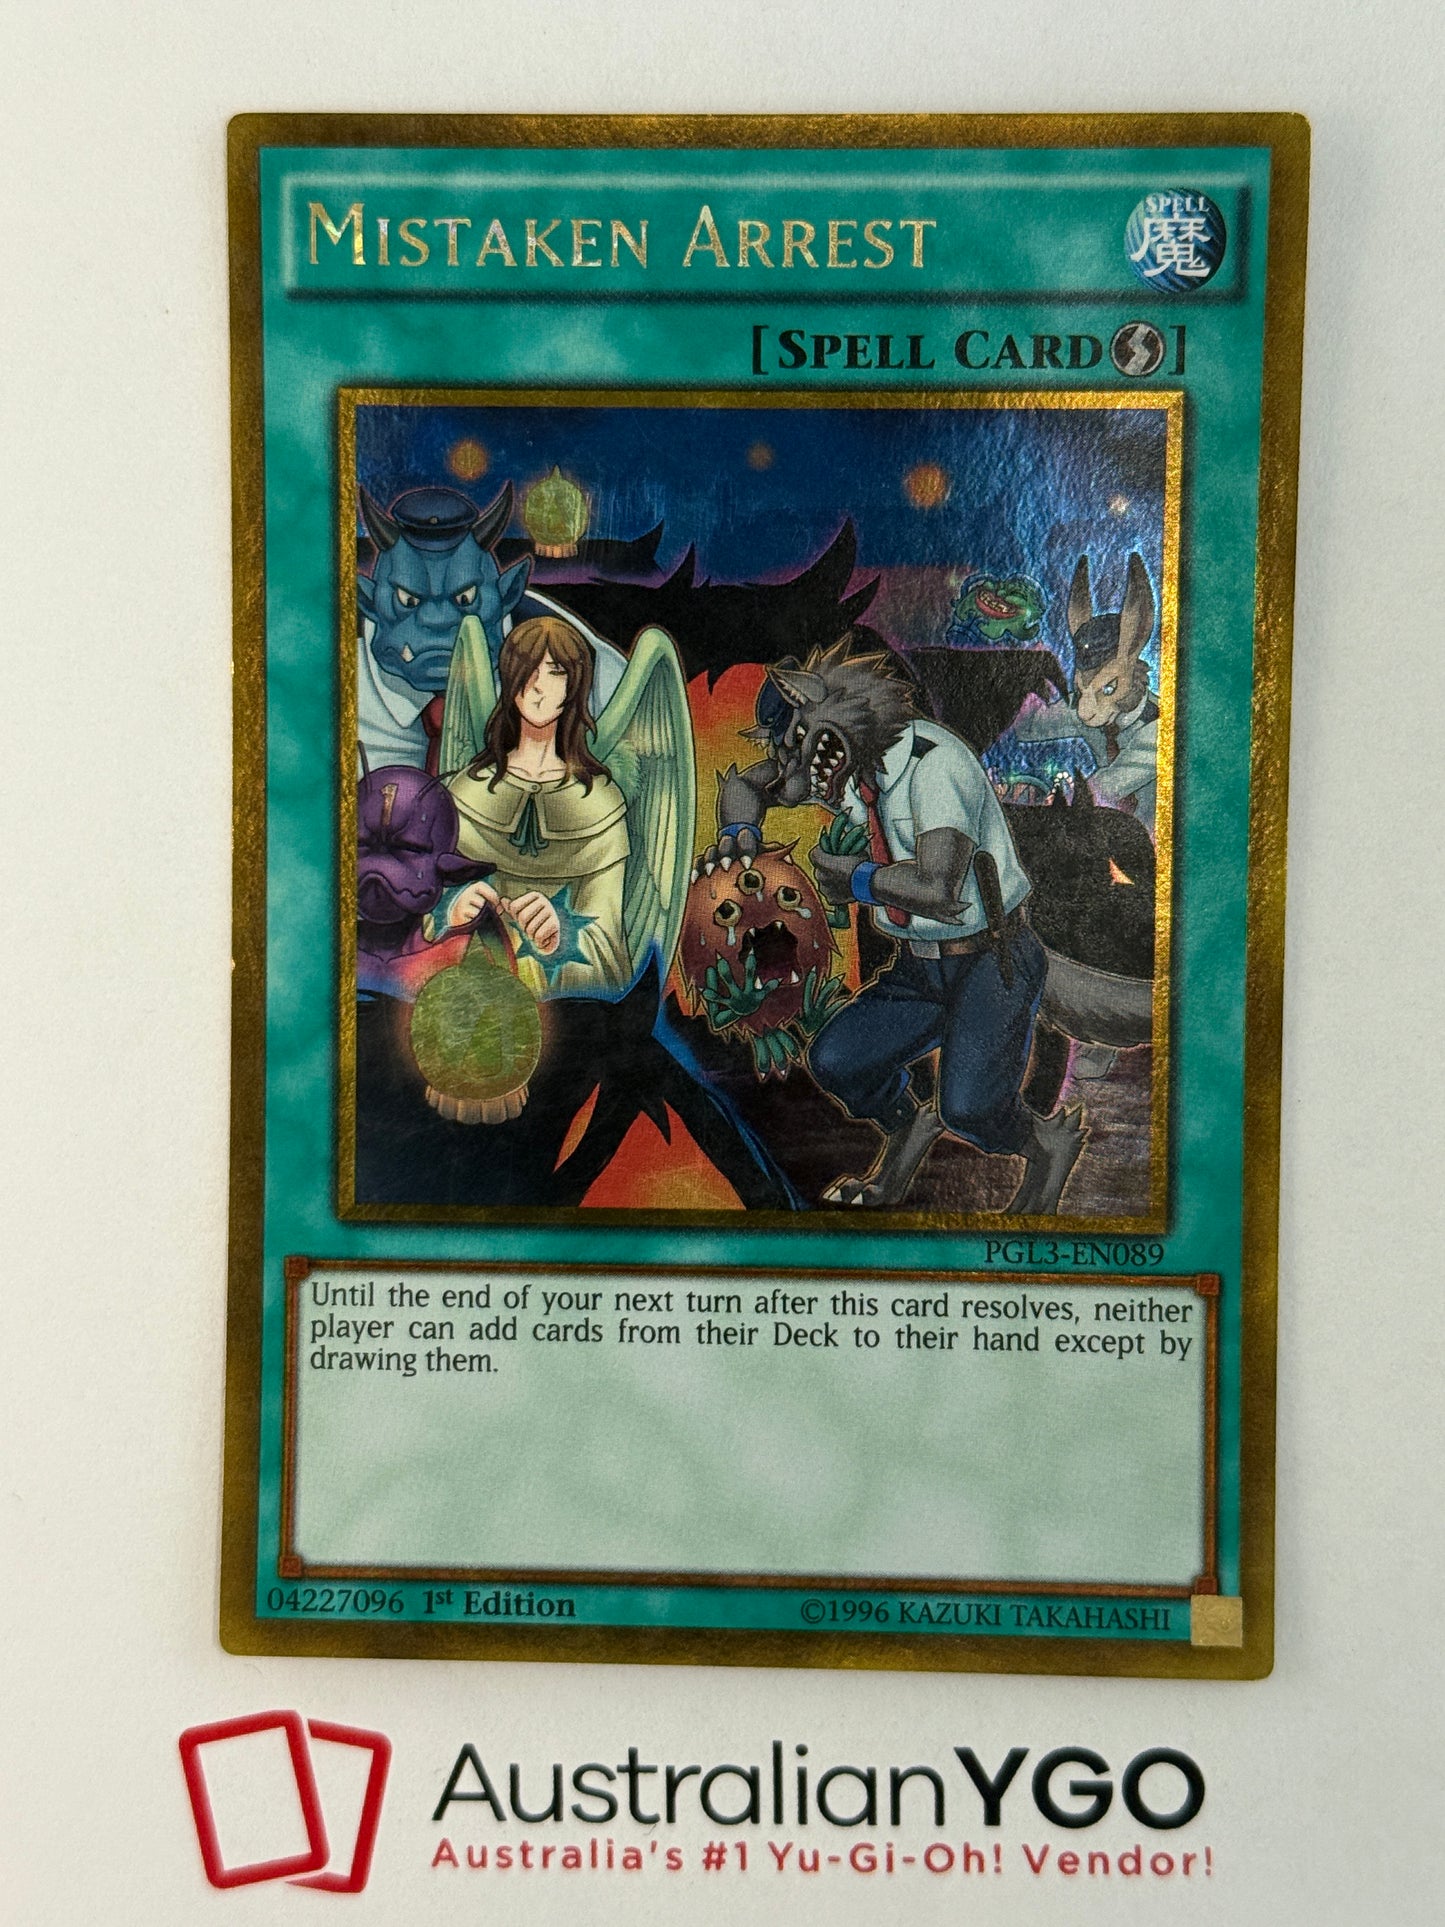 Mistaken Arrest
SPELL
魔
[Spell Card]
1
PGL3-EN089
Until the end of your next turn after this card resolves, neither
player can add cards from their Deck to their hand except by
drawing them.
04227096 1st Edition
©1996 KAZUKI TAKAHASHI
AustralianYGO
Australia's #1 Yu-Gi-Oh! Vendor!